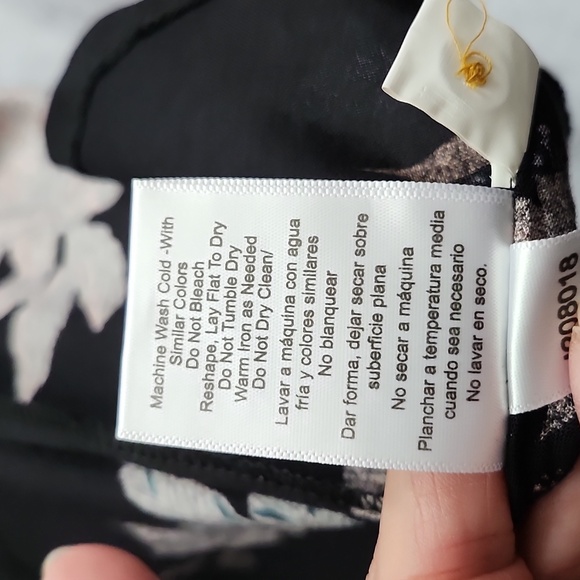 Machine Wash Cold -With
Similar Colors
Do Not Bleach
Reshape, Lay Flat To Dry
Do Not Tumble Dry
Warm Iron as Needed
Do Not Dry Clean/
Lavar a máquina con agua
fría y colores similares
No blanquear
Dar forma, dejar secar sobre
suberficie plana
No secar a máquina
Planchar a temperatura media
cuando sea necesario
No lavar en seco.
208018